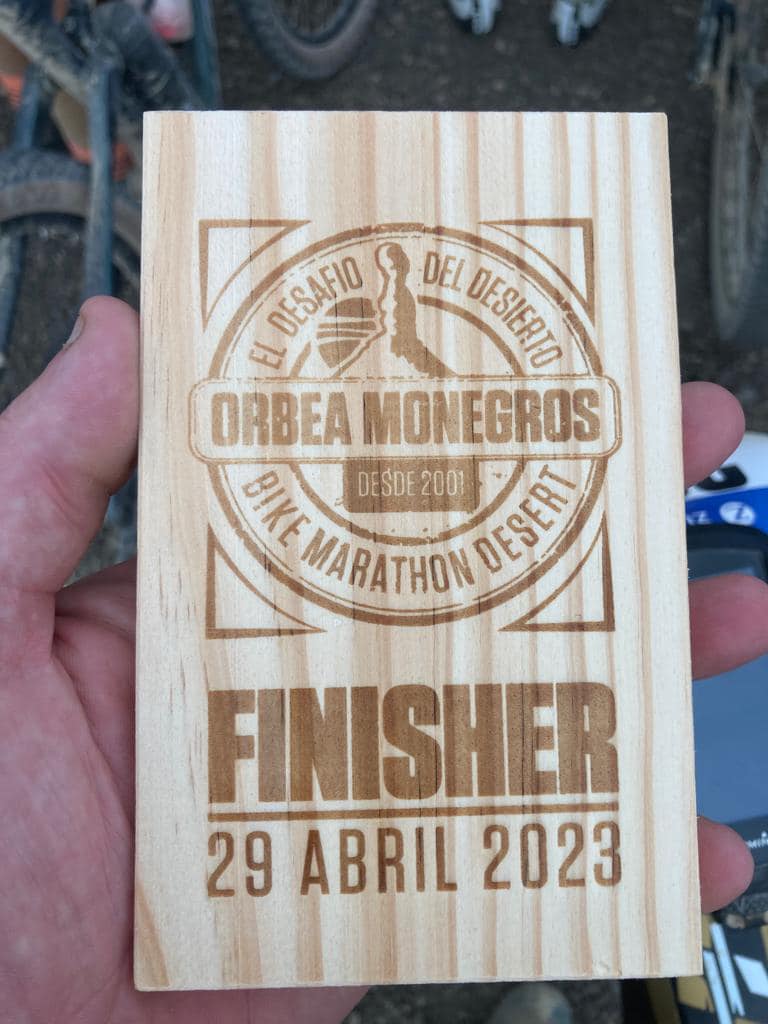 EL DESAFIO DEL DESIERTO
ORBEA MONEGROS
DESDE 2001
BIKE MARATHON DESERT
FINISHER
29 ABRIL 2023